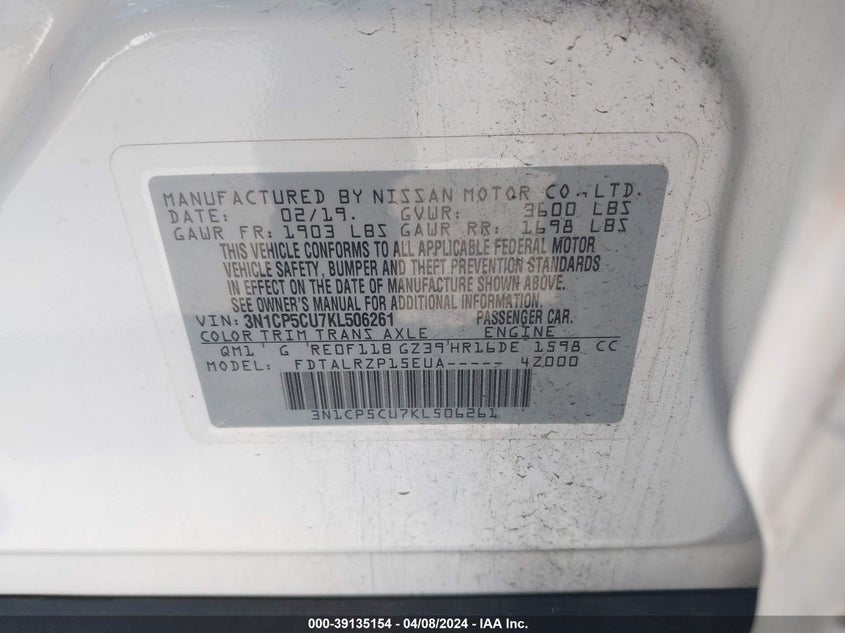 MANUFACTURED BY NISSAN MOTOR CO., LTD.
DATE: 02/19. GVWR: 3600 LBS
GAWR FR: 1903 LBS GAWR RR: 1698 LBS
THIS VEHICLE CONFORMS TO ALL APPLICABLE FEDERAL MOTOR
VEHICLE SAFETY, BUMPER AND THEFT PREVENTION STANDARDS
IN EFFECT ON THE DATE OF MANUFACTURE SHOWN ABOVE.
SEE OWNER'S MANUAL FOR ADDITIONAL INFORMATION.
VIN: 3N1CP5CU7KL506261 PASSENGER CAR.
COLOR TRIM TRANS AXLE ENGINE
QM1 G RE0F11B GZ39 HR16DE 1598 CC
MODEL: FDTALRZP15EUA----- 4Z000
3N1CP5CU7KL506261
000-39135154 - 04/08/2024 - IAA Inc.